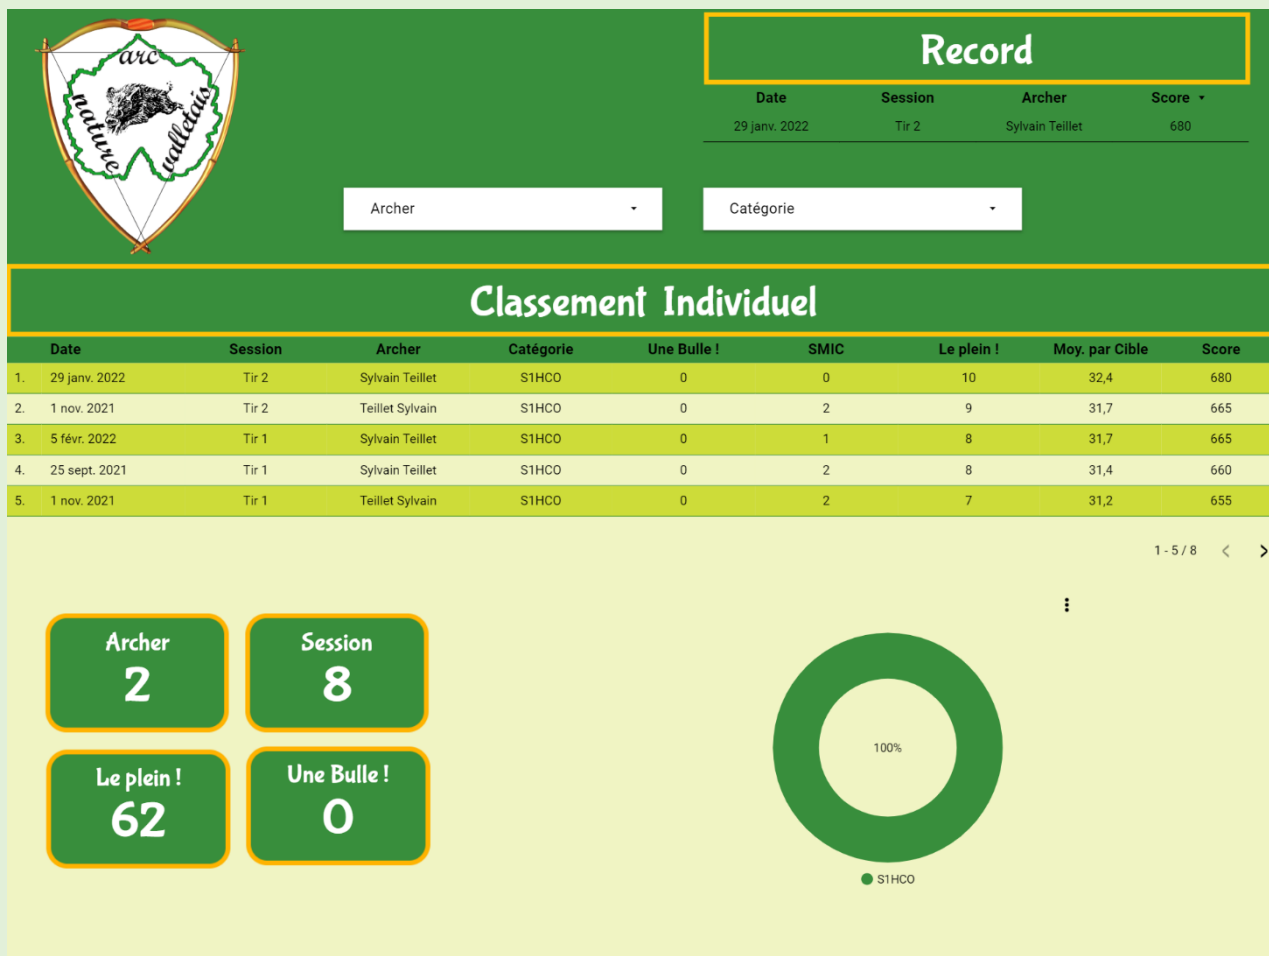 arc
nature
valletais
Record
Date Session Archer Score
29 janv. 2022 Tir 2 Sylvain Teillet 680
Archer
Catégorie
Classement Individuel
Date Session Archer Catégorie Une Bulle ! SMIC Le plein ! Moy. par Cible Score
1. 29 janv. 2022 Tir 2 Sylvain Teillet S1HCO 0 0 10 32,4 680
2. 1 nov. 2021 Tir 2 Teillet Sylvain S1HCO 0 2 9 31,7 665
3. 5 févr. 2022 Tir 1 Sylvain Teillet S1HCO 0 1 8 31,7 665
4. 25 sept. 2021 Tir 1 Sylvain Teillet S1HCO 0 2 8 31,4 660
5. 1 nov. 2021 Tir 1 Teillet Sylvain S1HCO 0 2 7 31,2 655
1 - 5 / 8
Archer
2
Session
8
Le plein !
62
Une Bulle !
0
100%
S1HCO